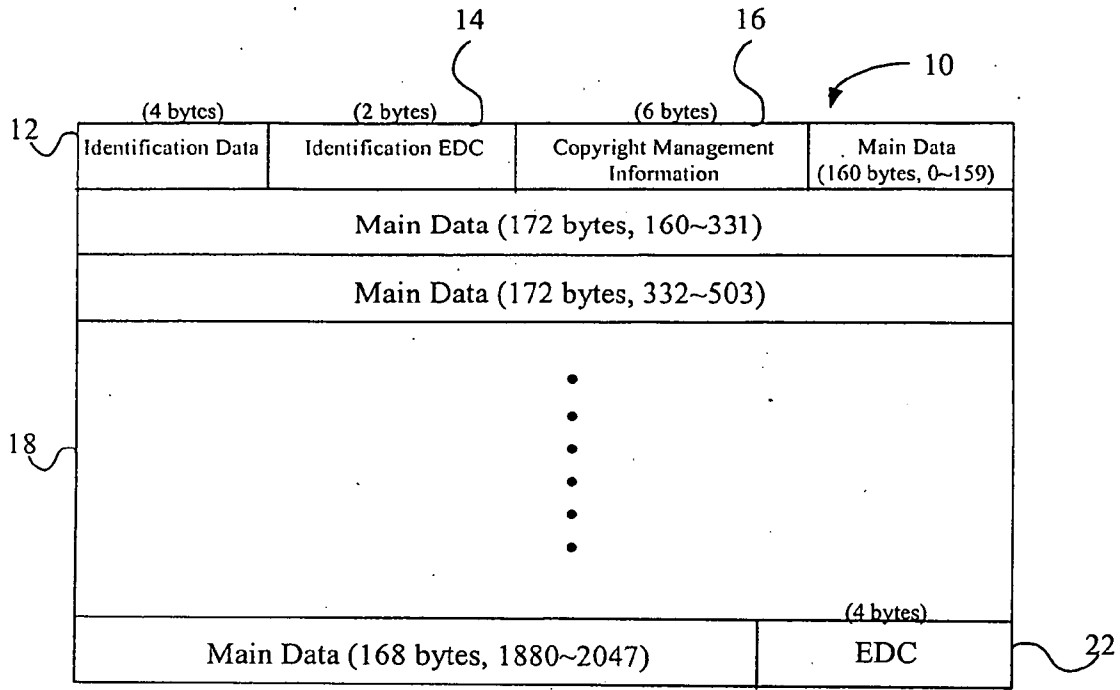 14
16
10
(4 bytes)
(2 bytes)
(6 bytes)
12
Identification Data
Identification EDC
Copyright Management
Information
Main Data
(160 bytes, 0~159)
Main Data (172 bytes, 160~331)
Main Data (172 bytes, 332~503)
18
(4 bytes)
Main Data (168 bytes, 1880~2047)
EDC
22